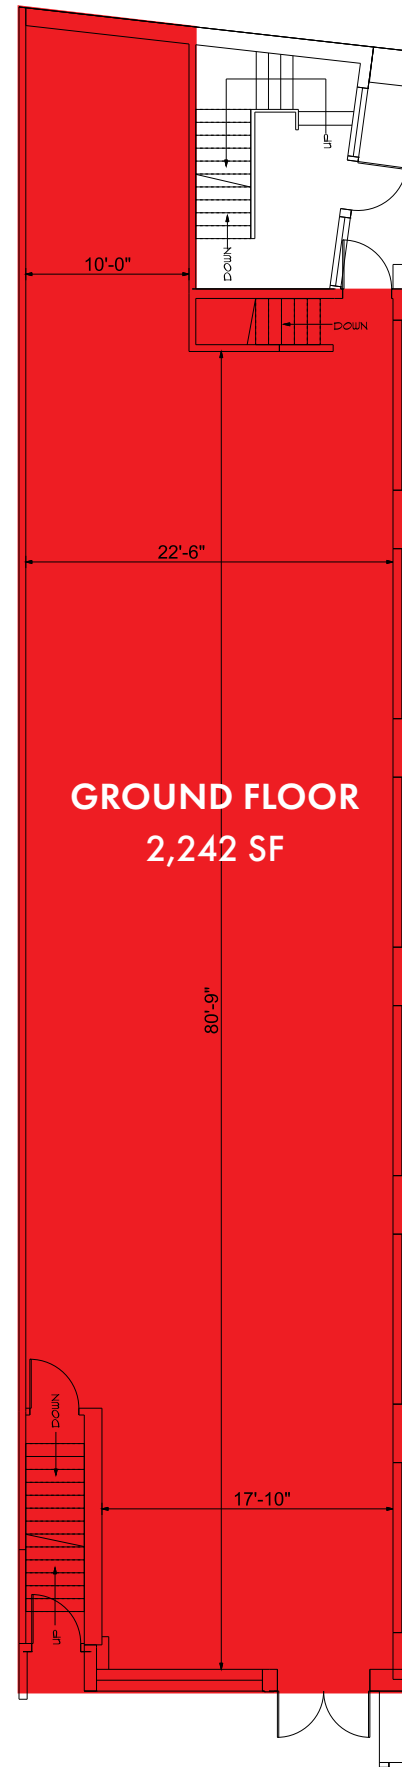 UP
DOWN
10'-0"
DOWN
22'-6"
GROUND FLOOR
2,242 SF
80'-9"
DOWN
17'-10"
UP